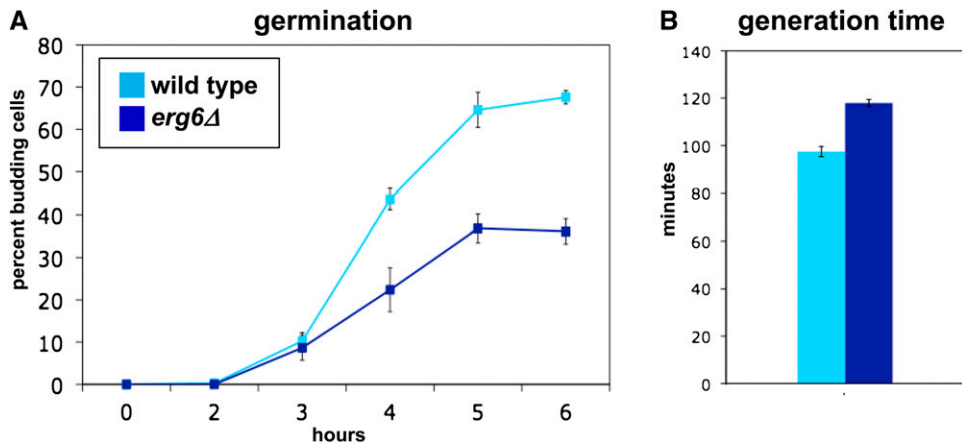 A
germination
80
70
60
50
40
30
20
10
0
percent budding cells
wild type
erg6Δ
0 2 3 4 5 6
hours
B
generation time
140
120
100
80
60
40
20
0
minutes